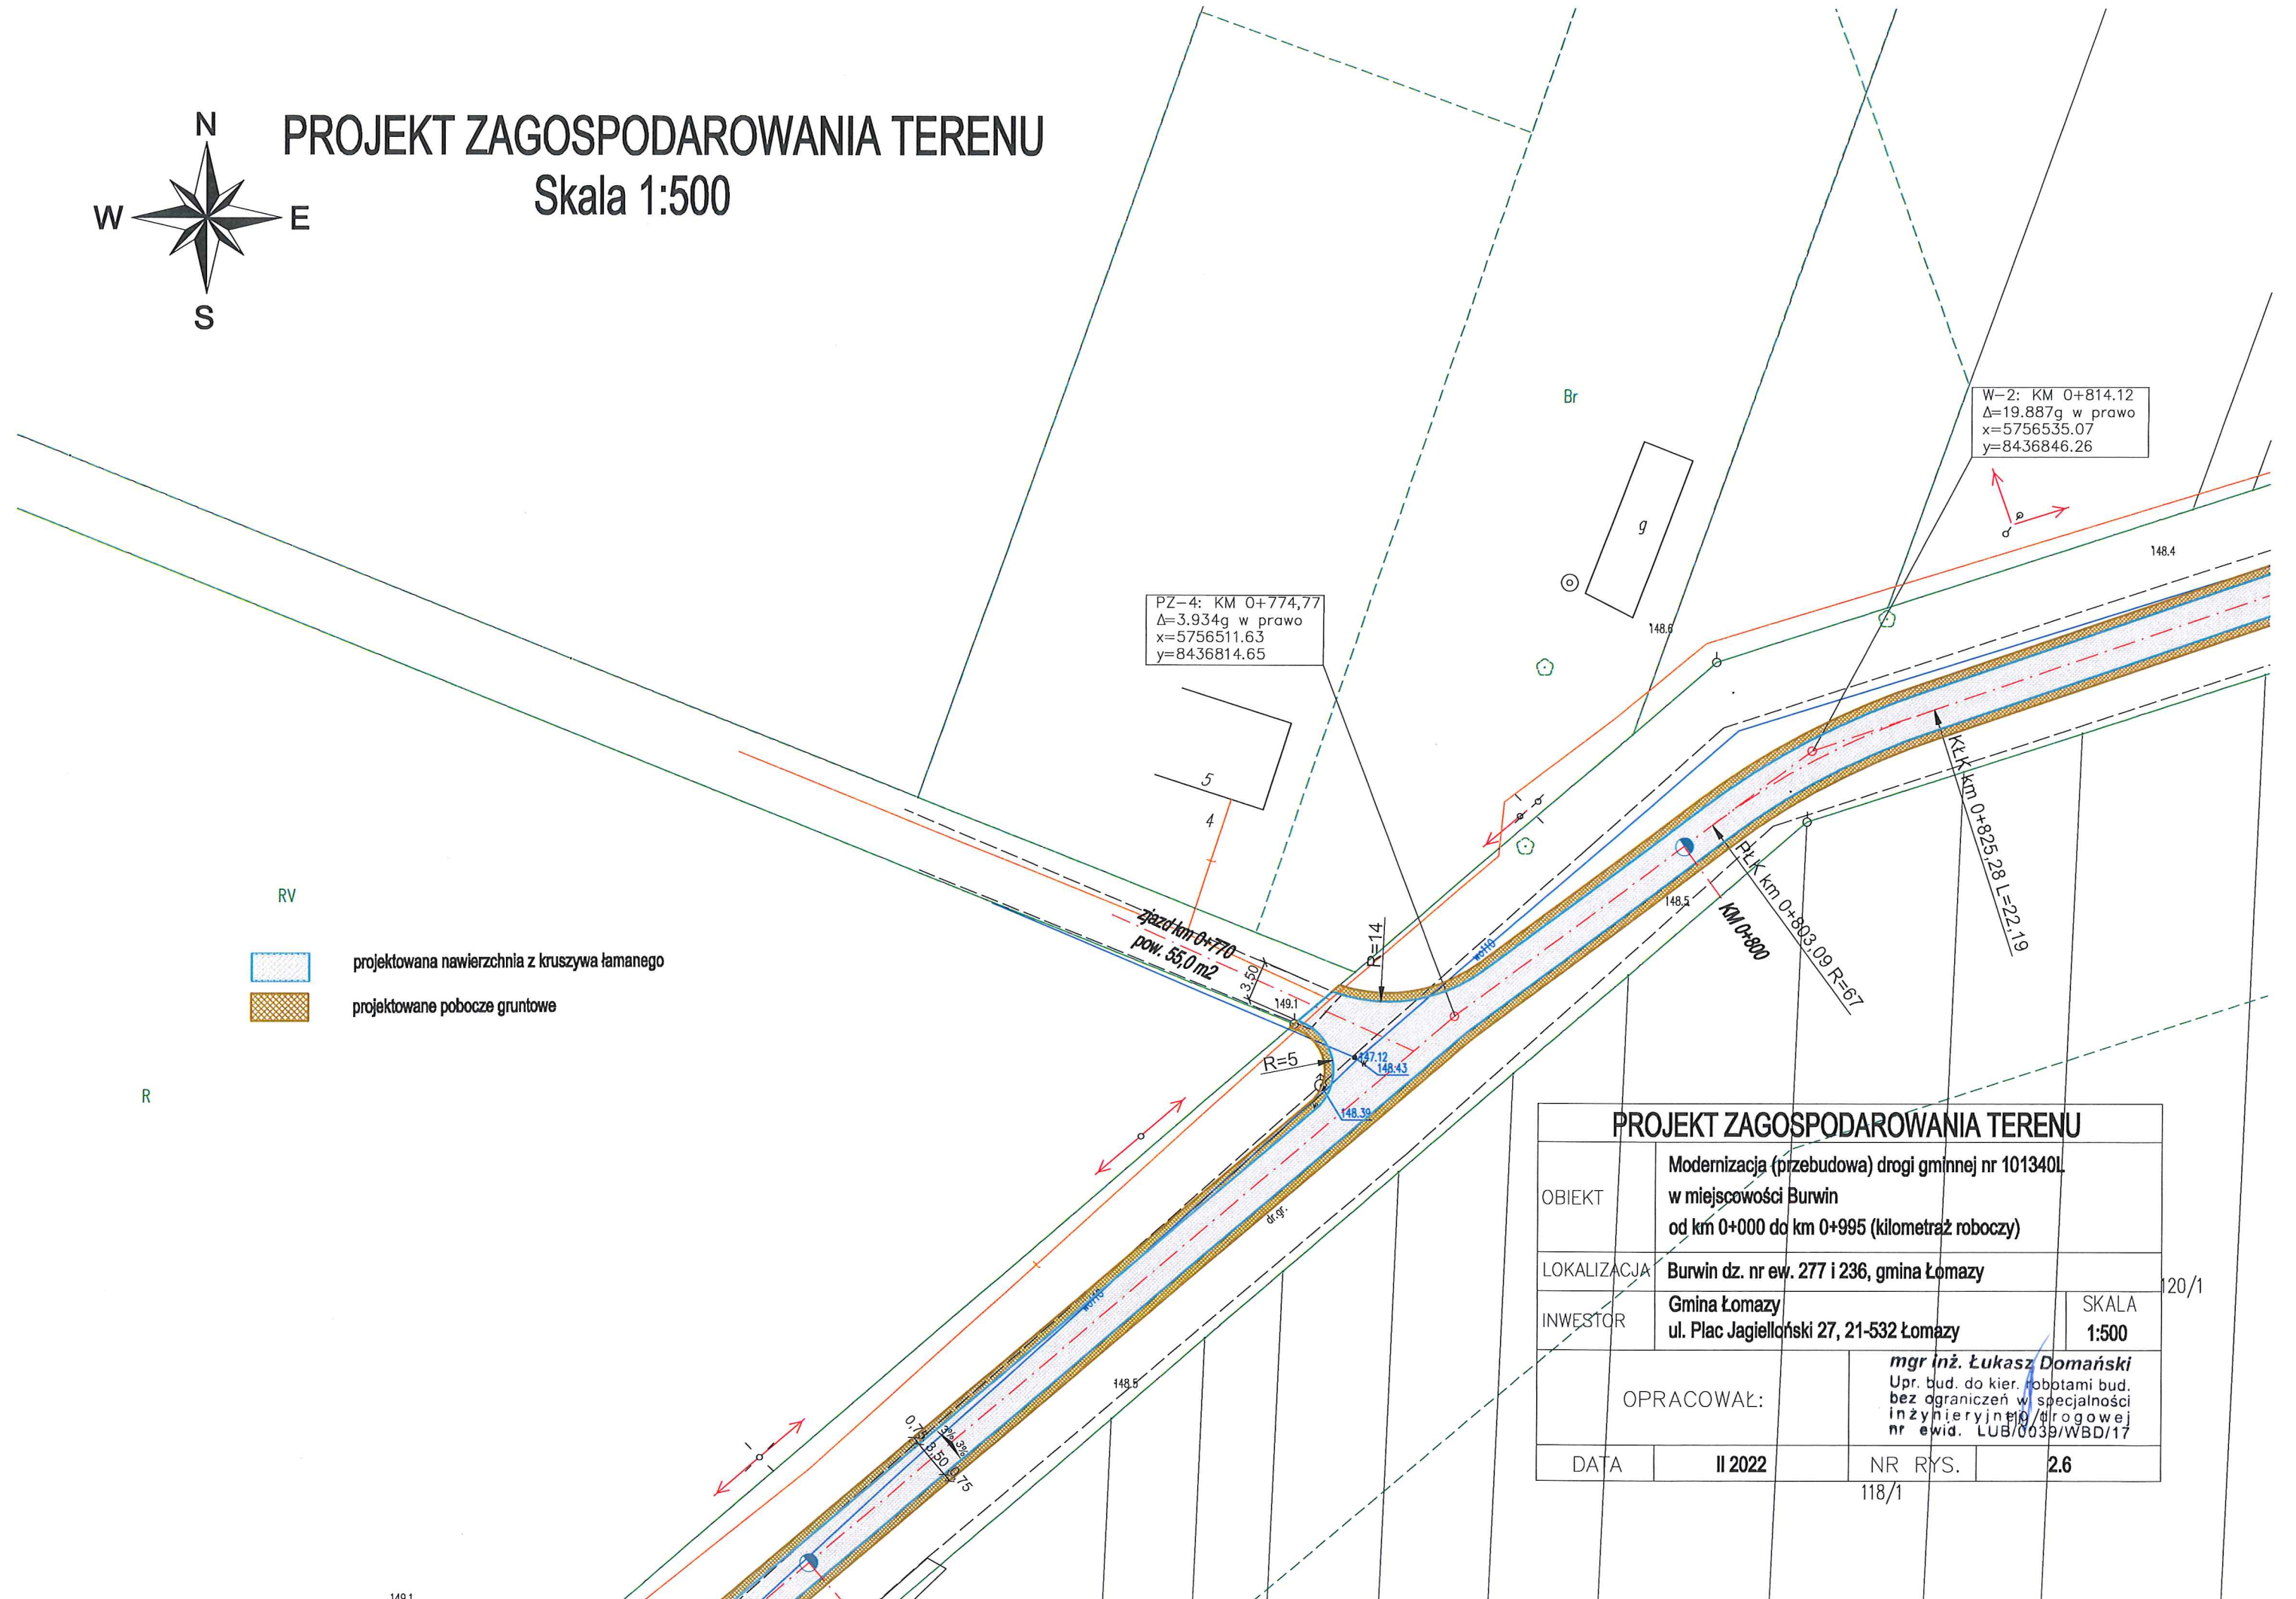 N
W
E
S
PROJEKT ZAGOSPODAROWANIA TERENU
Skala 1:500
Br
W-2: KM 0+814.12
Δ=19.887g w prawo
x=5756535.07
y=8436846.26
148.4
g
148.6
PZ-4: KM 0+774,77
Δ=3.934g w prawo
x=5756511.63
y=8436814.65
5
4
KŁK km 0+825,28 L=22,19
PŁK km 0+803,09 R=67
KM 0+800
148.5
RV
zjazd km 0+770
pow. 55,0 m2
3.50
149.1
R=14
wo110
projektowana nawierzchnia z kruszywa łamanego
projektowane pobocze gruntowe
R=5
147.12
148.43
148.39
R
dr.gr.
wo110
148.5
0,75
3,50
0,75
3%
3%
149.1
PROJEKT ZAGOSPODAROWANIA TERENU
OBIEKT
Modernizacja (przebudowa) drogi gminnej nr 101340L
w miejscowości Burwin
od km 0+000 do km 0+995 (kilometraż roboczy)
LOKALIZACJA
Burwin dz. nr ew. 277 i 236, gmina Łomazy
120/1
INWESTOR
Gmina Łomazy
ul. Plac Jagielloński 27, 21-532 Łomazy
SKALA
1:500
OPRACOWAŁ:
mgr inż. Łukasz Domański
Upr. bud. do kier. robotami bud.
bez ograniczeń w specjalności
inżynieryjnej drogowej
nr ewid. LUB/0039/WBD/17
DATA
II 2022
NR RYS.
2.6
118/1